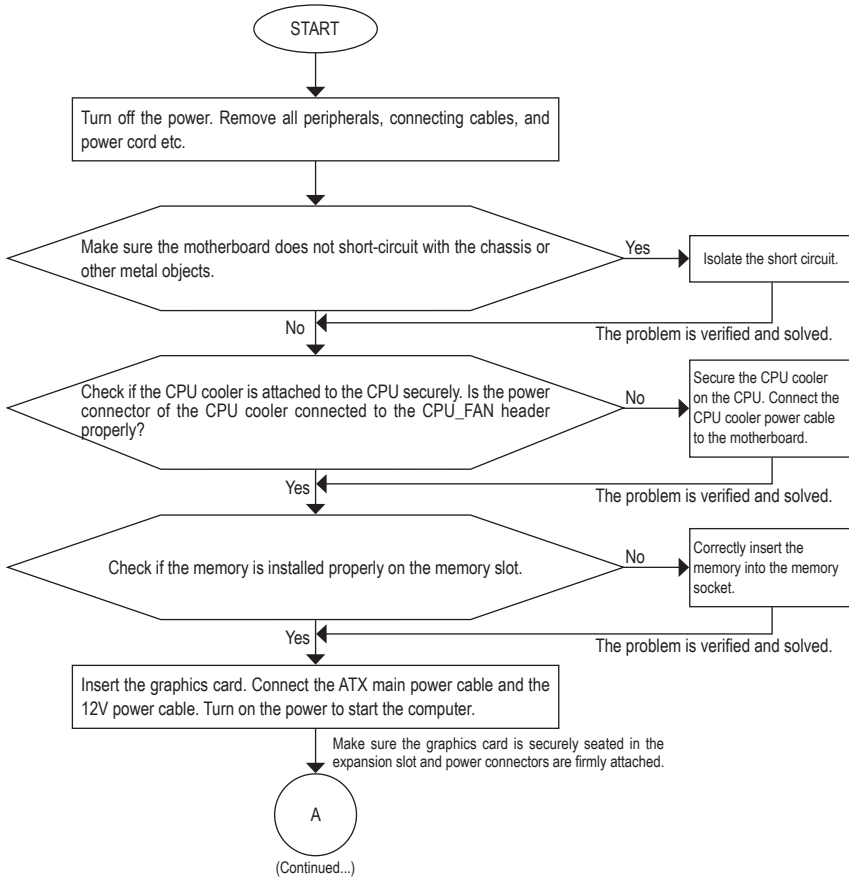 START
Turn off the power. Remove all peripherals, connecting cables, and
power cord etc.
Make sure the motherboard does not short-circuit with the chassis or
other metal objects.
Yes
Isolate the short circuit.
No
The problem is verified and solved.
Check if the CPU cooler is attached to the CPU securely. Is the power
connector of the CPU cooler connected to the CPU_FAN header
properly?
No
Secure the CPU cooler
on the CPU. Connect the
CPU cooler power cable
to the motherboard.
Yes
The problem is verified and solved.
Check if the memory is installed properly on the memory slot.
No
Correctly insert the
memory into the memory
socket.
Yes
The problem is verified and solved.
Insert the graphics card. Connect the ATX main power cable and the
12V power cable. Turn on the power to start the computer.
Make sure the graphics card is securely seated in the
expansion slot and power connectors are firmly attached.
A
(Continued...)